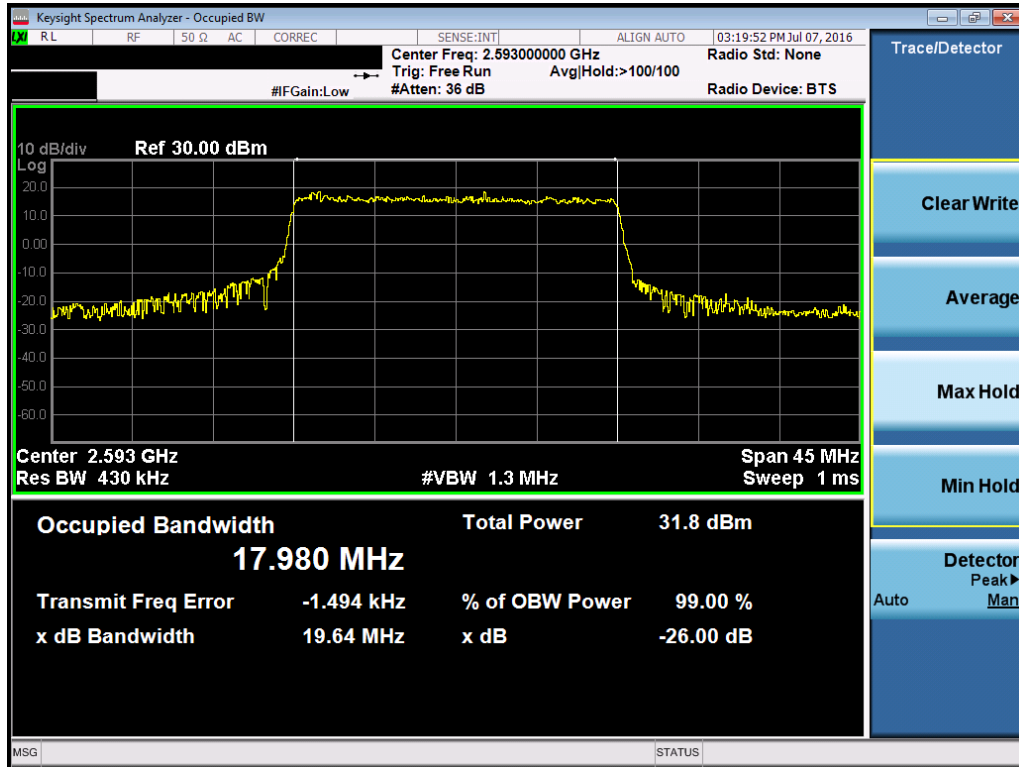 Keysight Spectrum Analyzer - Occupied BW
LXI RL RF 50 Ω AC CORREC SENSE:INT ALIGN AUTO 03:19:52 PM Jul 07, 2016
Center Freq: 2.593000000 GHz Radio Std: None
Trig: Free Run Avg|Hold:>100/100
#IFGain:Low #Atten: 36 dB Radio Device: BTS
10 dB/div Ref 30.00 dBm
Log
20.0
10.0
0.00
-10.0
-20.0
-30.0
-40.0
-50.0
-60.0
Center 2.593 GHz Span 45 MHz
Res BW 430 kHz #VBW 1.3 MHz Sweep 1 ms
Occupied Bandwidth Total Power 31.8 dBm
17.980 MHz
Transmit Freq Error -1.494 kHz % of OBW Power 99.00 %
x dB Bandwidth 19.64 MHz x dB -26.00 dB
MSG STATUS
Trace/Detector
Clear Write
Average
Max Hold
Min Hold
Detector
Peak▶
Auto Man